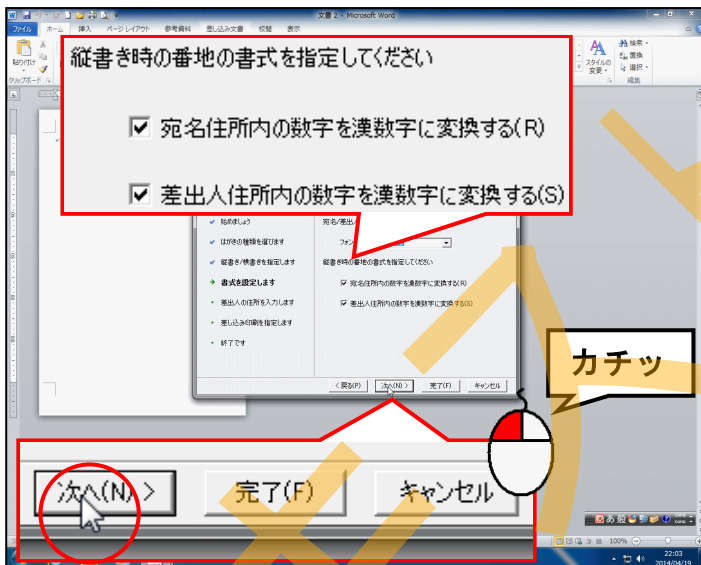 文書 2 - Microsoft Word
ファイル ホーム 挿入 ページ レイアウト 参考資料 差し込み文書 校閲 表示
貼り付け
クリップボード
スタイルの変更
検索
置換
選択
編集
縦書き時の番地の書式を指定してください
宛名住所内の数字を漢数字に変換する(R)
差出人住所内の数字を漢数字に変換する(S)
始めましょう
はがきの種類を選びます
縦書き/横書きを指定します
書式を設定します
差出人の住所を入力します
差し込み印刷を指定します
終了です
宛名/差出人
フォン
縦書き時の番地の書式を指定してください
宛名住所内の数字を漢数字に変換する(R)
差出人住所内の数字を漢数字に変換する(S)
< 戻る(P) 次へ(N) > 完了(F) キャンセル
カチッ
次へ(N) > 完了(F) キャンセル
あ 般
100%
22:03
2014/04/19